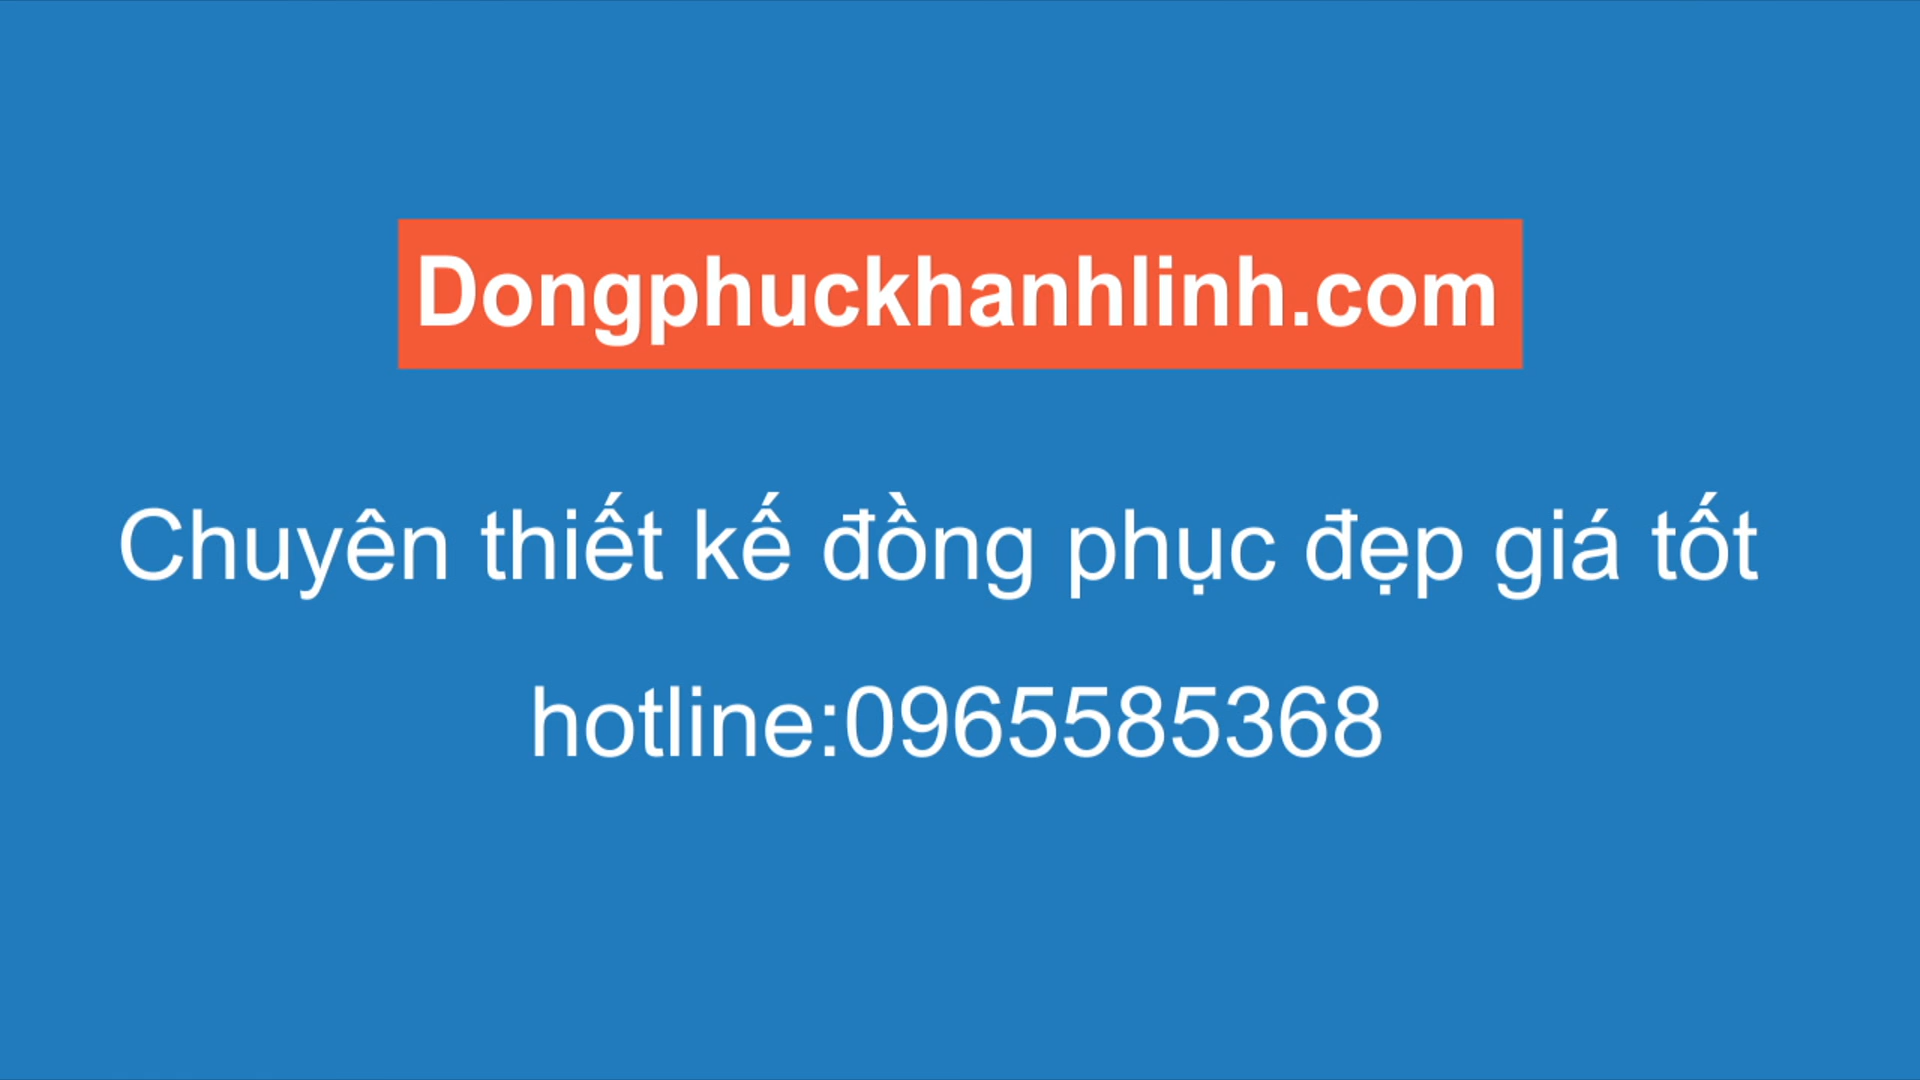 Dongphuckhanhlinh.com
Chuyên thiết kế đồng phục đẹp giá tốt
hotline:0965585368